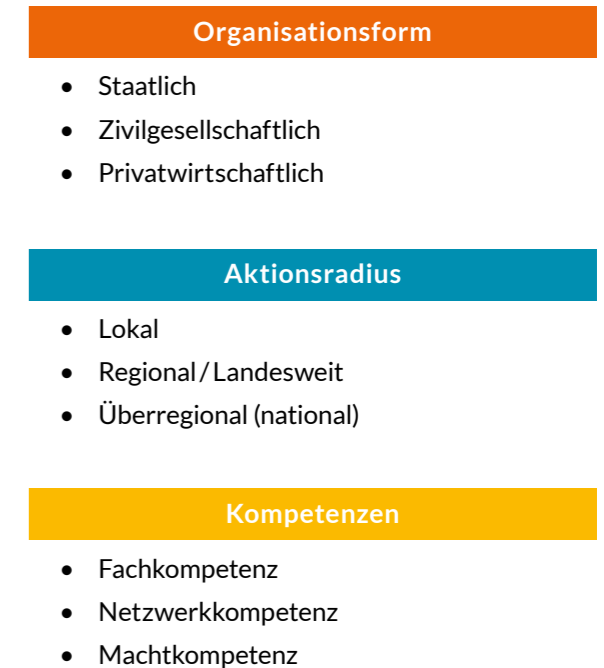 Organisationsform
• Staatlich
• Zivilgesellschaftlich
• Privatwirtschaftlich
Aktionsradius
• Lokal
• Regional / Landesweit
• Überregional (national)
Kompetenzen
• Fachkompetenz
• Netzwerkkompetenz
• Machtkompetenz